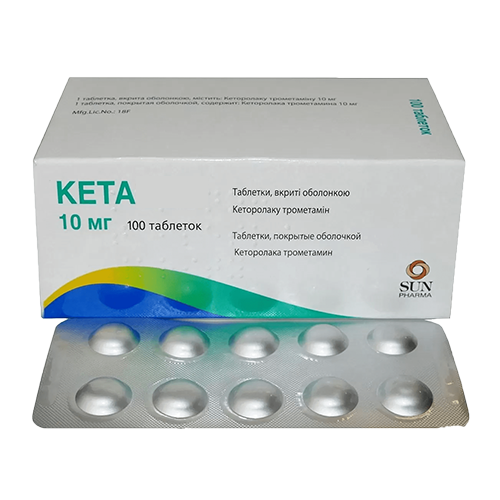 1 таблетка, вкрита оболонкою, містить: Кеторолаку трометаміну 10 мг
1 таблетка, покрытая оболочкой, содержит: Кеторолака трометамина 10 мг
Mfg.Lic.No.: 18F
100 таблеток
КЕТА
10 мг 100 таблеток
Таблетки, вкриті оболонкою
Кеторолаку трометамін
Таблетки, покрытые оболочкой
Кеторолака трометамин
SUN
PHARMA